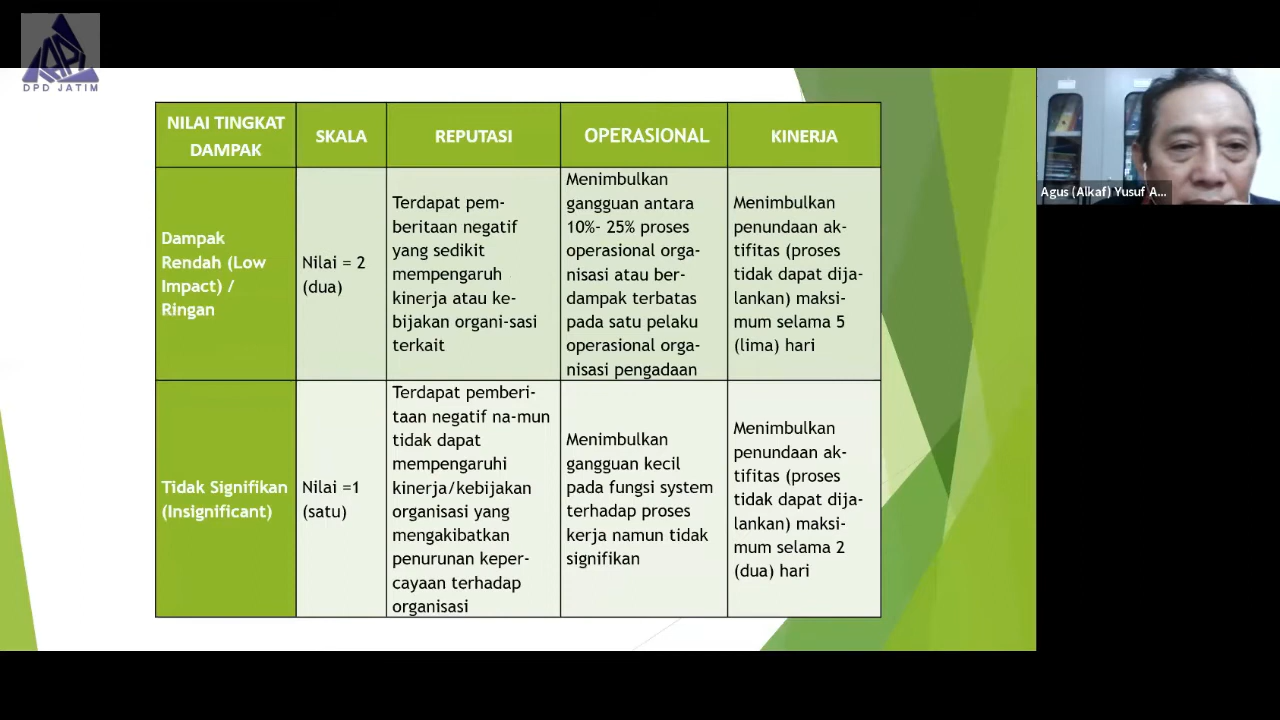 IAPI
DPD JATIM
NILAI TINGKAT
DAMPAK
SKALA
REPUTASI
OPERASIONAL
KINERJA
Dampak
Rendah (Low
Impact) /
Ringan
Nilai = 2
(dua)
Terdapat pem-
beritaan negatif
yang sedikit
mempengaruh
kinerja atau ke-
bijakan organi-sasi
terkait
Menimbulkan
gangguan antara
10%- 25% proses
operasional orga-
nisasi atau ber-
dampak terbatas
pada satu pelaku
operasional orga-
nisasi pengadaan
Menimbulkan
penundaan ak-
tifitas (proses
tidak dapat dija-
lankan) maksi-
mum selama 5
(lima) hari
Tidak Signifikan
(Insignificant)
Nilai =1
(satu)
Terdapat pemberi-
taan negatif na-mun
tidak dapat
mempengaruhi
kinerja/kebijakan
organisasi yang
mengakibatkan
penurunan keper-
cayaan terhadap
organisasi
Menimbulkan
gangguan kecil
pada fungsi system
terhadap proses
kerja namun tidak
signifikan
Menimbulkan
penundaan ak-
tifitas (proses
tidak dapat dija-
lankan) maksi-
mum selama 2
(dua) hari
Agus (Alkaf) Yusuf A...